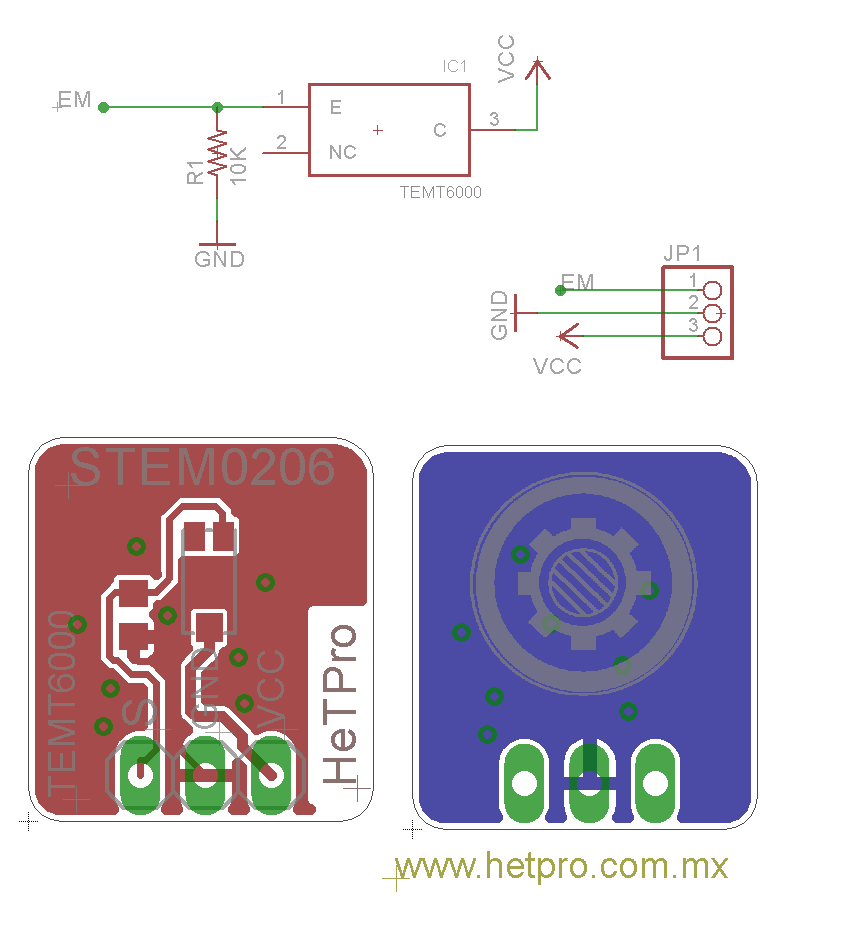 IC1
VCC
EM
1
E
3
C
2
NC
R1
10K
TEMT6000
GND
JP1
EM
1
GND
2
3
VCC
STEM0206
TEMT6000
S
GND
VCC
HeTPro
www.hetpro.com.mx